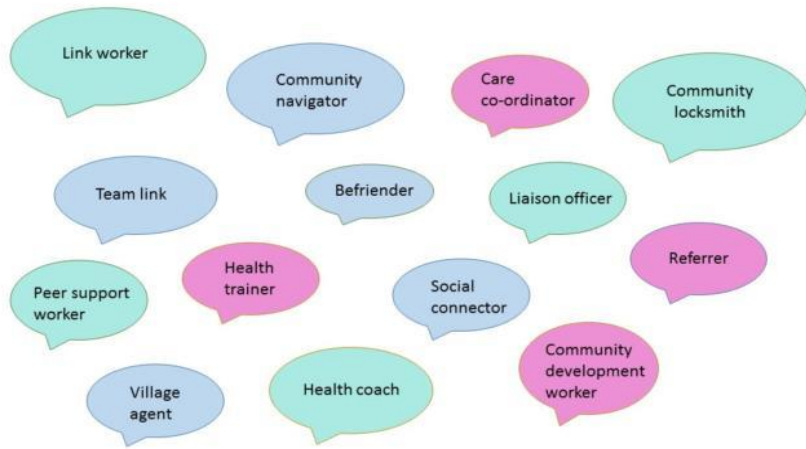 Link worker
Community
navigator
Care
co-ordinator
Community
locksmith
Team link
Befriender
Liaison officer
Peer support
worker
Health
trainer
Social
connector
Referrer
Village
agent
Health coach
Community
development
worker